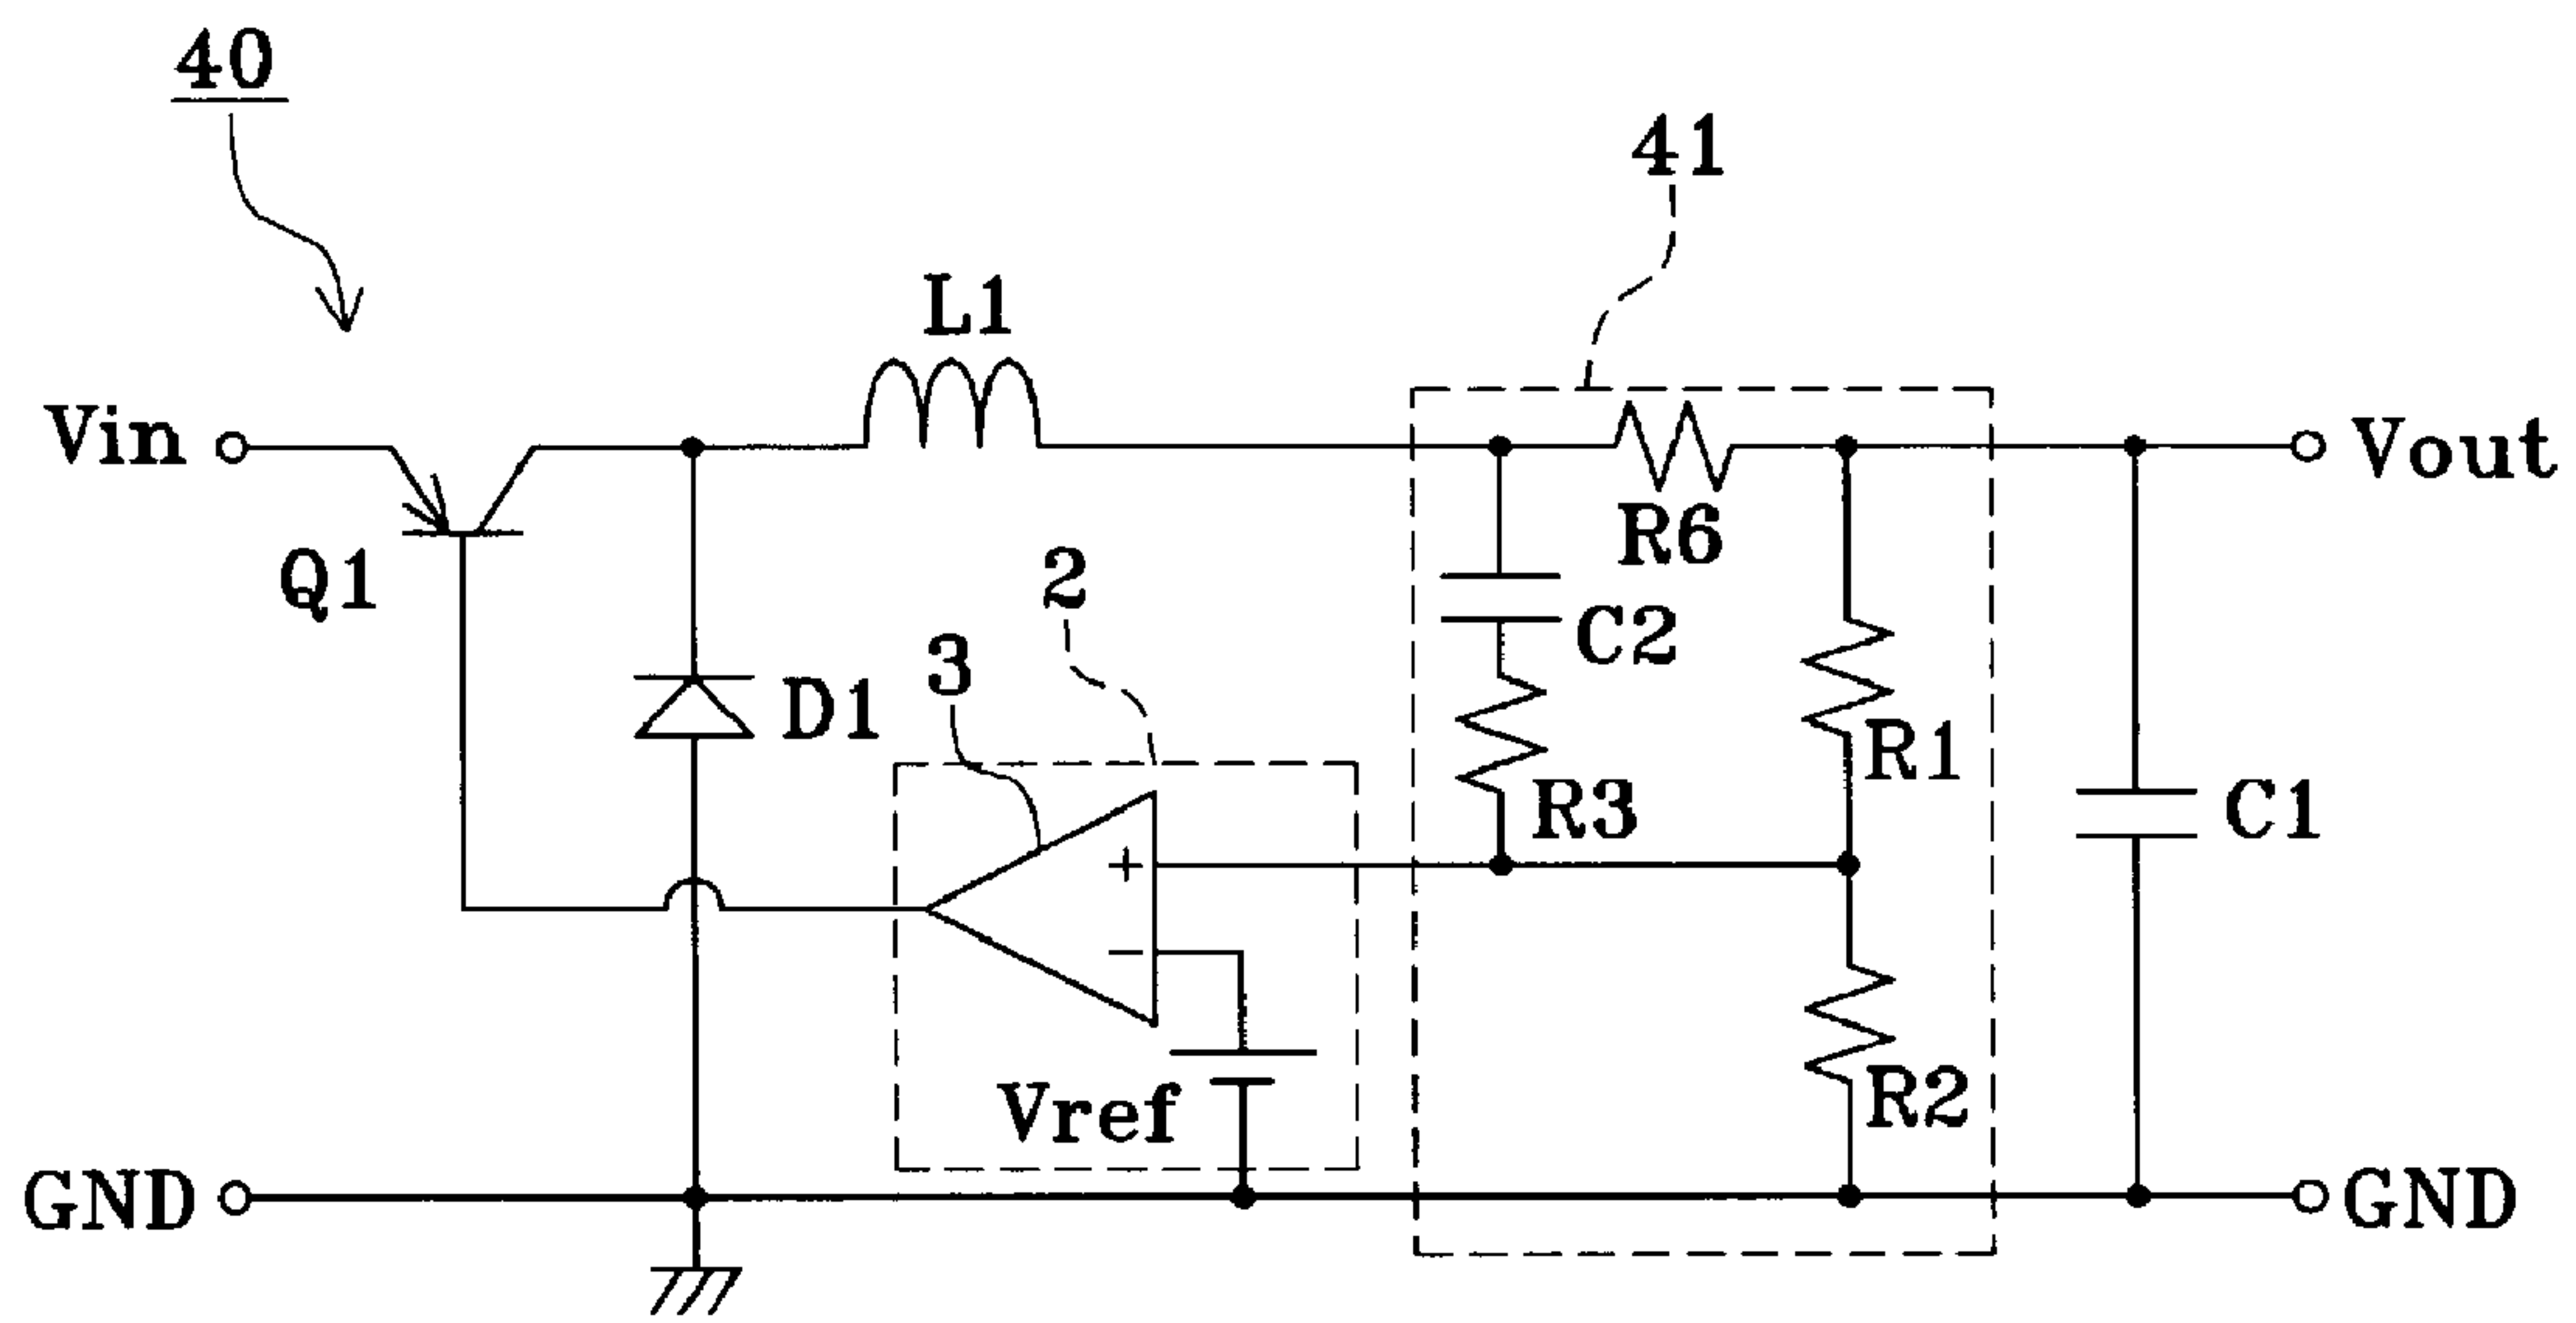 40
41
L1
Vin
Vout
R6
Q1
2
C2
3
D1
R1
R3
C1
+
−
Vref
R2
GND
GND